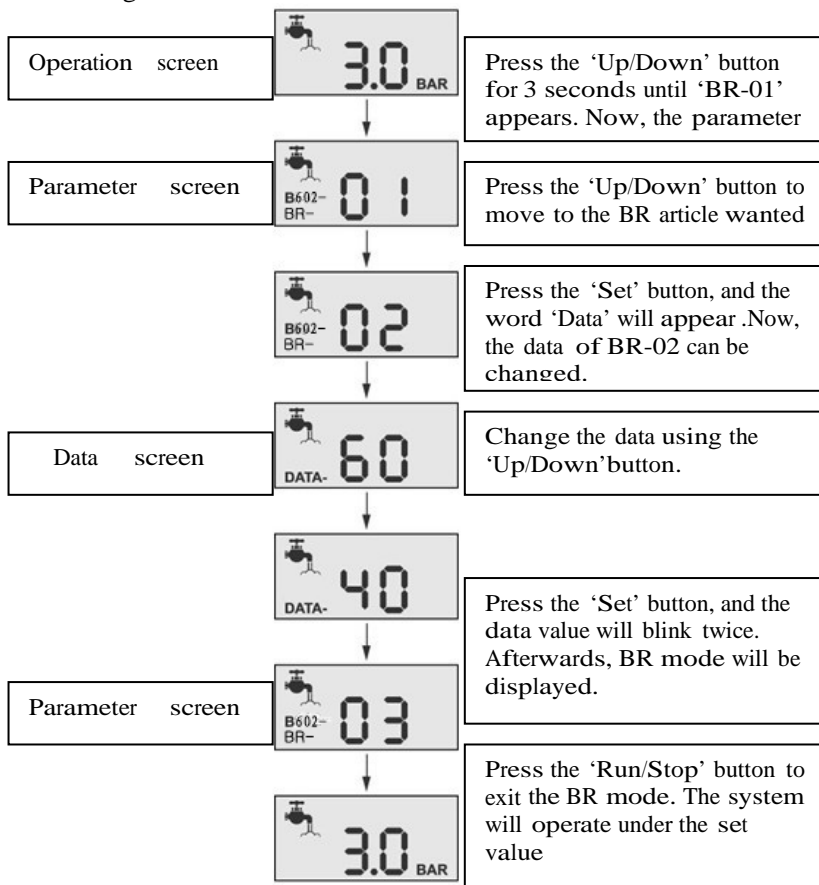 Operation screen
3.0 BAR
Press the ‘Up/Down’ button
for 3 seconds until ‘BR-01’
appears. Now, the parameter
Parameter screen
B602-
BR- 01
Press the ‘Up/Down’ button to
move to the BR article wanted
B602-
BR- 02
Press the ‘Set’ button, and the
word ‘Data’ will appear .Now,
the data of BR-02 can be
changed.
Data screen
DATA- 60
Change the data using the
‘Up/Down’button.
DATA- 40
Press the ‘Set’ button, and the
data value will blink twice.
Afterwards, BR mode will be
displayed.
Parameter screen
B602-
BR- 03
Press the ‘Run/Stop’ button to
exit the BR mode. The system
will operate under the set
value
3.0 BAR